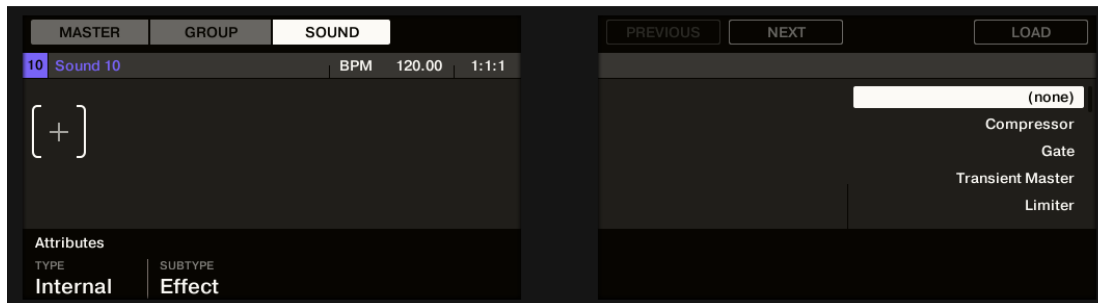 MASTER GROUP SOUND
10 Sound 10 BPM 120.00 1:1:1
Attributes
TYPE SUBTYPE
Internal Effect
PREVIOUS NEXT LOAD
(none)
Compressor
Gate
Transient Master
Limiter